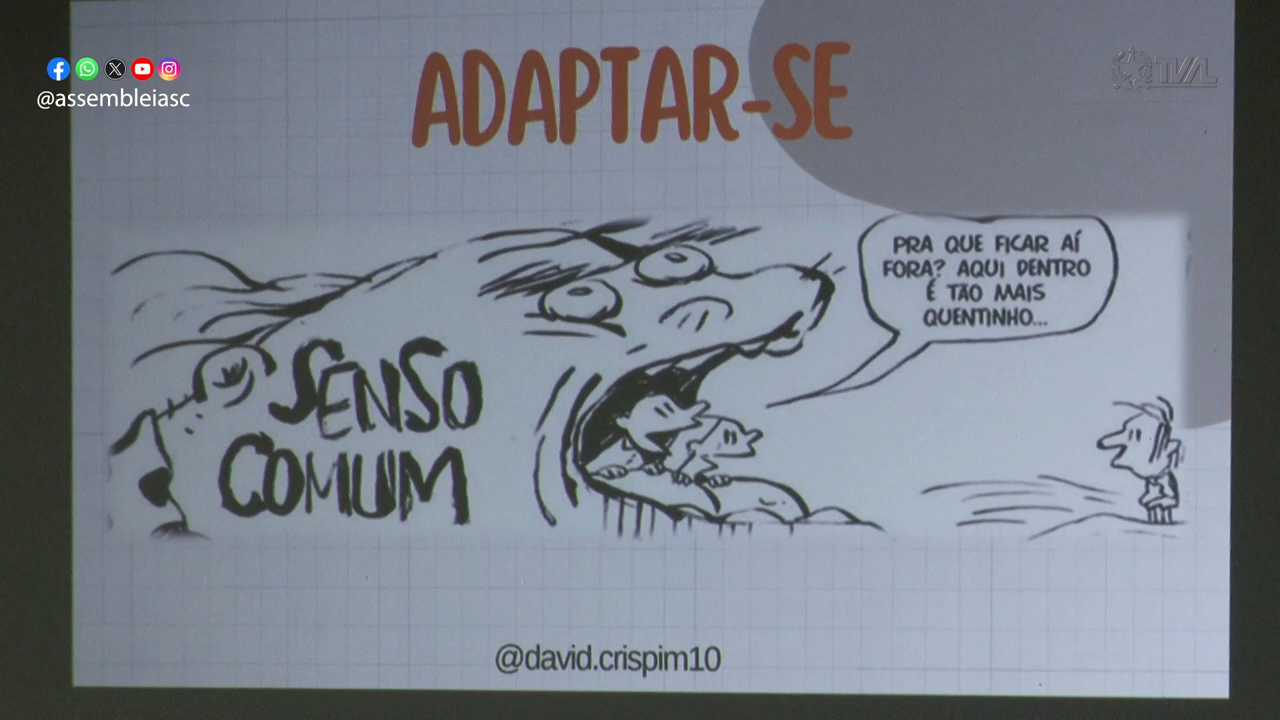 @assembleiasc
TVAL
ADAPTAR-SE
PRA QUE FICAR AÍ
FORA? AQUI DENTRO
É TÃO MAIS
QUENTINHO...
SENSO
COMUM
@david.crispim10